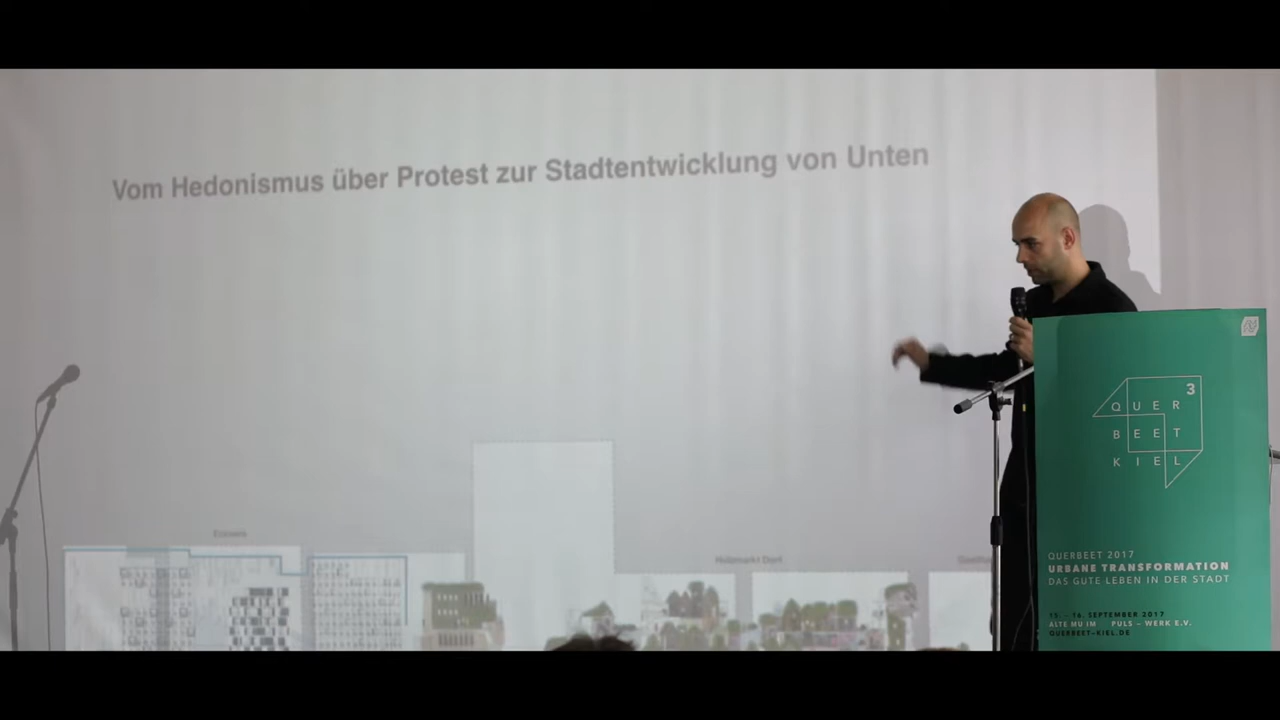 Vom Hedonismus über Protest zur Stadtentwicklung von Unten
Eckwerk
Holzmarkt Dorf
3
QUER
BEET
KIEL
QUERBEET 2017
URBANE TRANSFORMATION
DAS GUTE LEBEN IN DER STADT
15. – 16. SEPTEMBER 2017
ALTE MU IM PULS – WERK E.V.
QUERBEET-KIEL.DE